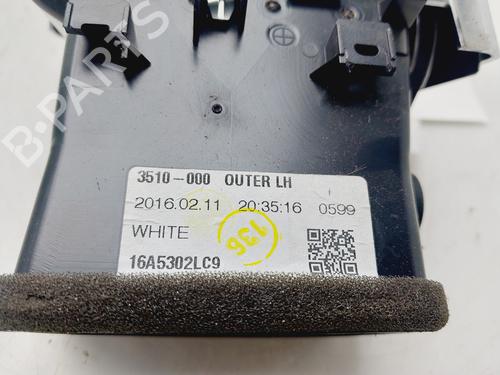 B-PARTS
3510-000 OUTER LH
2016.02.11 20:35:16 0599
WHITE
136
16A5302LC9